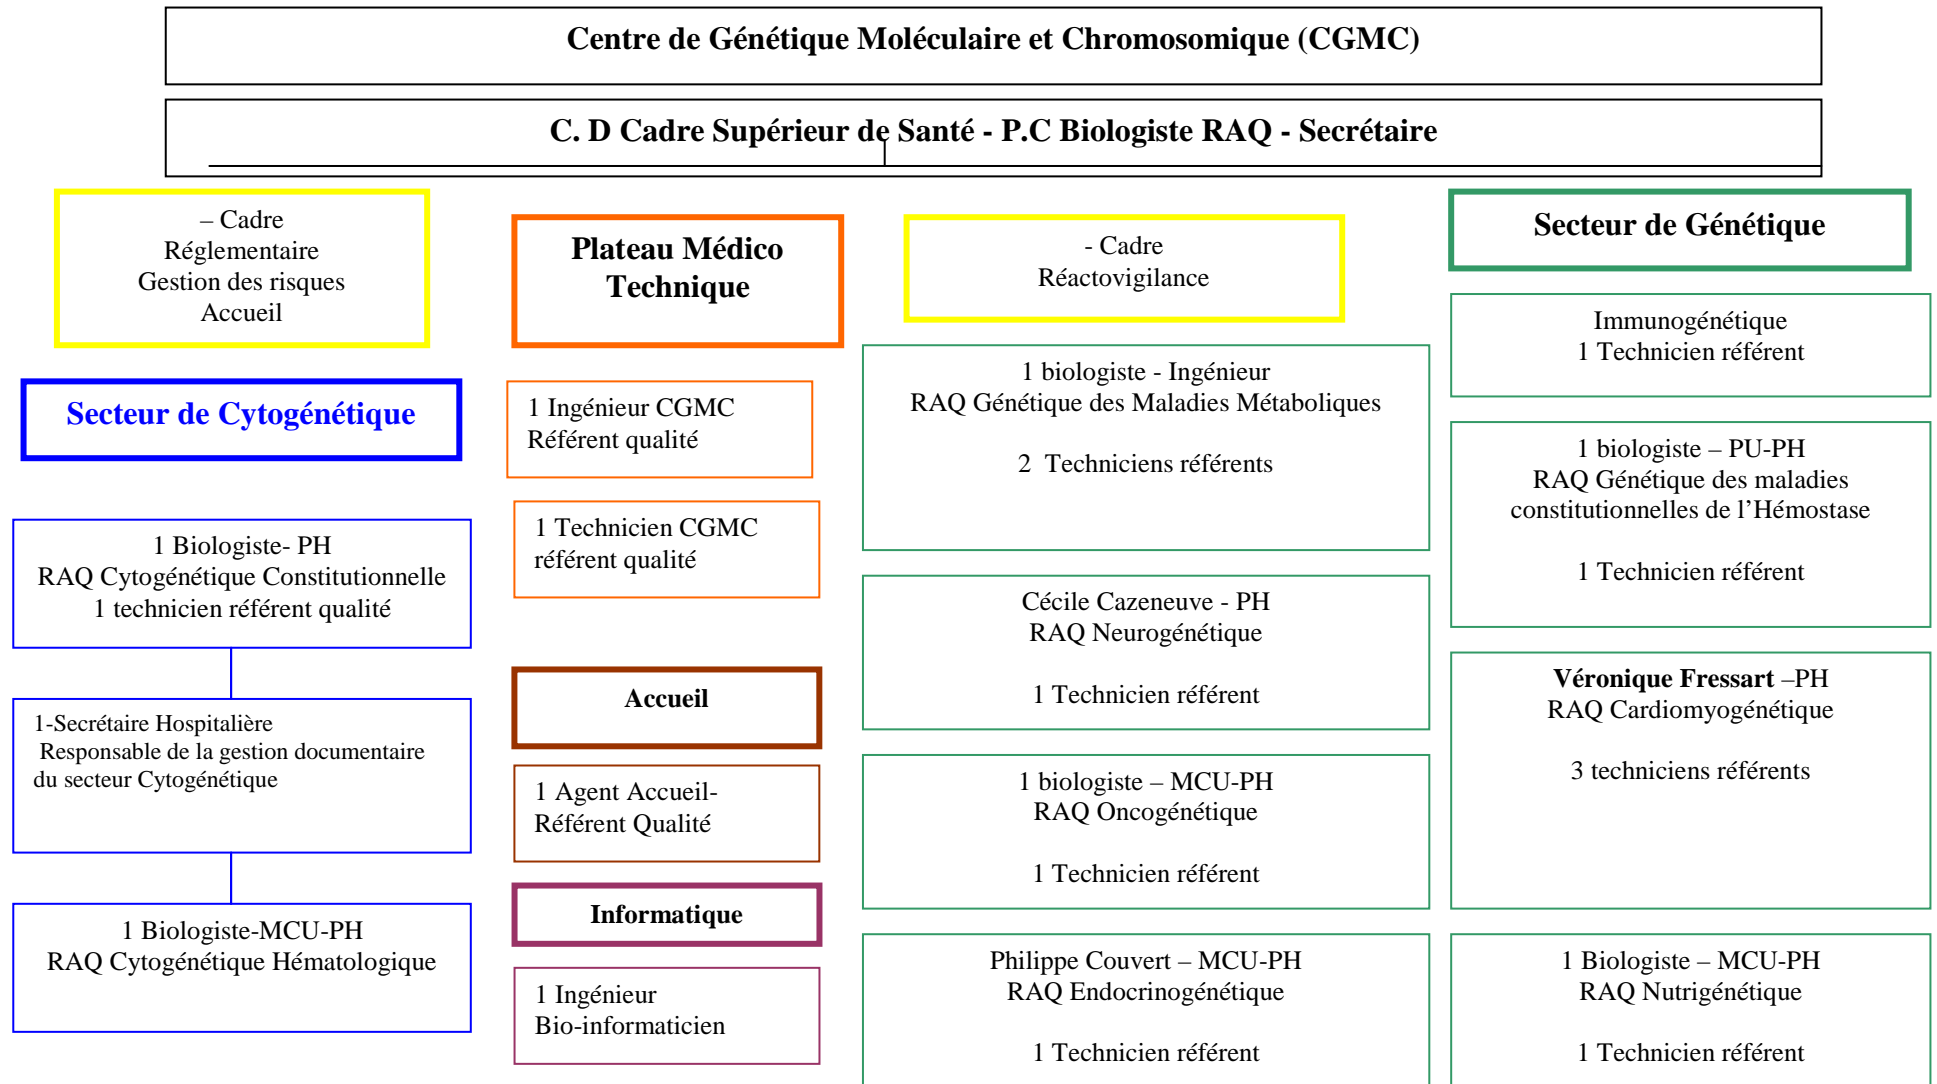 Centre de Génétique Moléculaire et Chromosomique (CGMC)
C. D Cadre Supérieur de Santé - P.C Biologiste RAQ - Secrétaire
– Cadre
Réglementaire
Gestion des risques
Accueil
Secteur de Cytogénétique
1 Biologiste- PH
RAQ Cytogénétique Constitutionnelle
1 technicien référent qualité
1-Secrétaire Hospitalière
Responsable de la gestion documentaire
du secteur Cytogénétique
1 Biologiste-MCU-PH
RAQ Cytogénétique Hématologique
Plateau Médico
Technique
1 Ingénieur CGMC
Référent qualité
1 Technicien CGMC
référent qualité
Accueil
1 Agent Accueil-
Référent Qualité
Informatique
1 Ingénieur
Bio-informaticien
- Cadre
Réactovigilance
1 biologiste - Ingénieur
RAQ Génétique des Maladies Métaboliques
2 Techniciens référents
Cécile Cazeneuve - PH
RAQ Neurogénétique
1 Technicien référent
1 biologiste – MCU-PH
RAQ Oncogénétique
1 Technicien référent
Philippe Couvert – MCU-PH
RAQ Endocrinogénétique
1 Technicien référent
Secteur de Génétique
Immunogénétique
1 Technicien référent
1 biologiste – PU-PH
RAQ Génétique des maladies
constitutionnelles de l’Hémostase
1 Technicien référent
Véronique Fressart –PH
RAQ Cardiomyogénétique
3 techniciens référents
1 Biologiste – MCU-PH
RAQ Nutrigénétique
1 Technicien référent